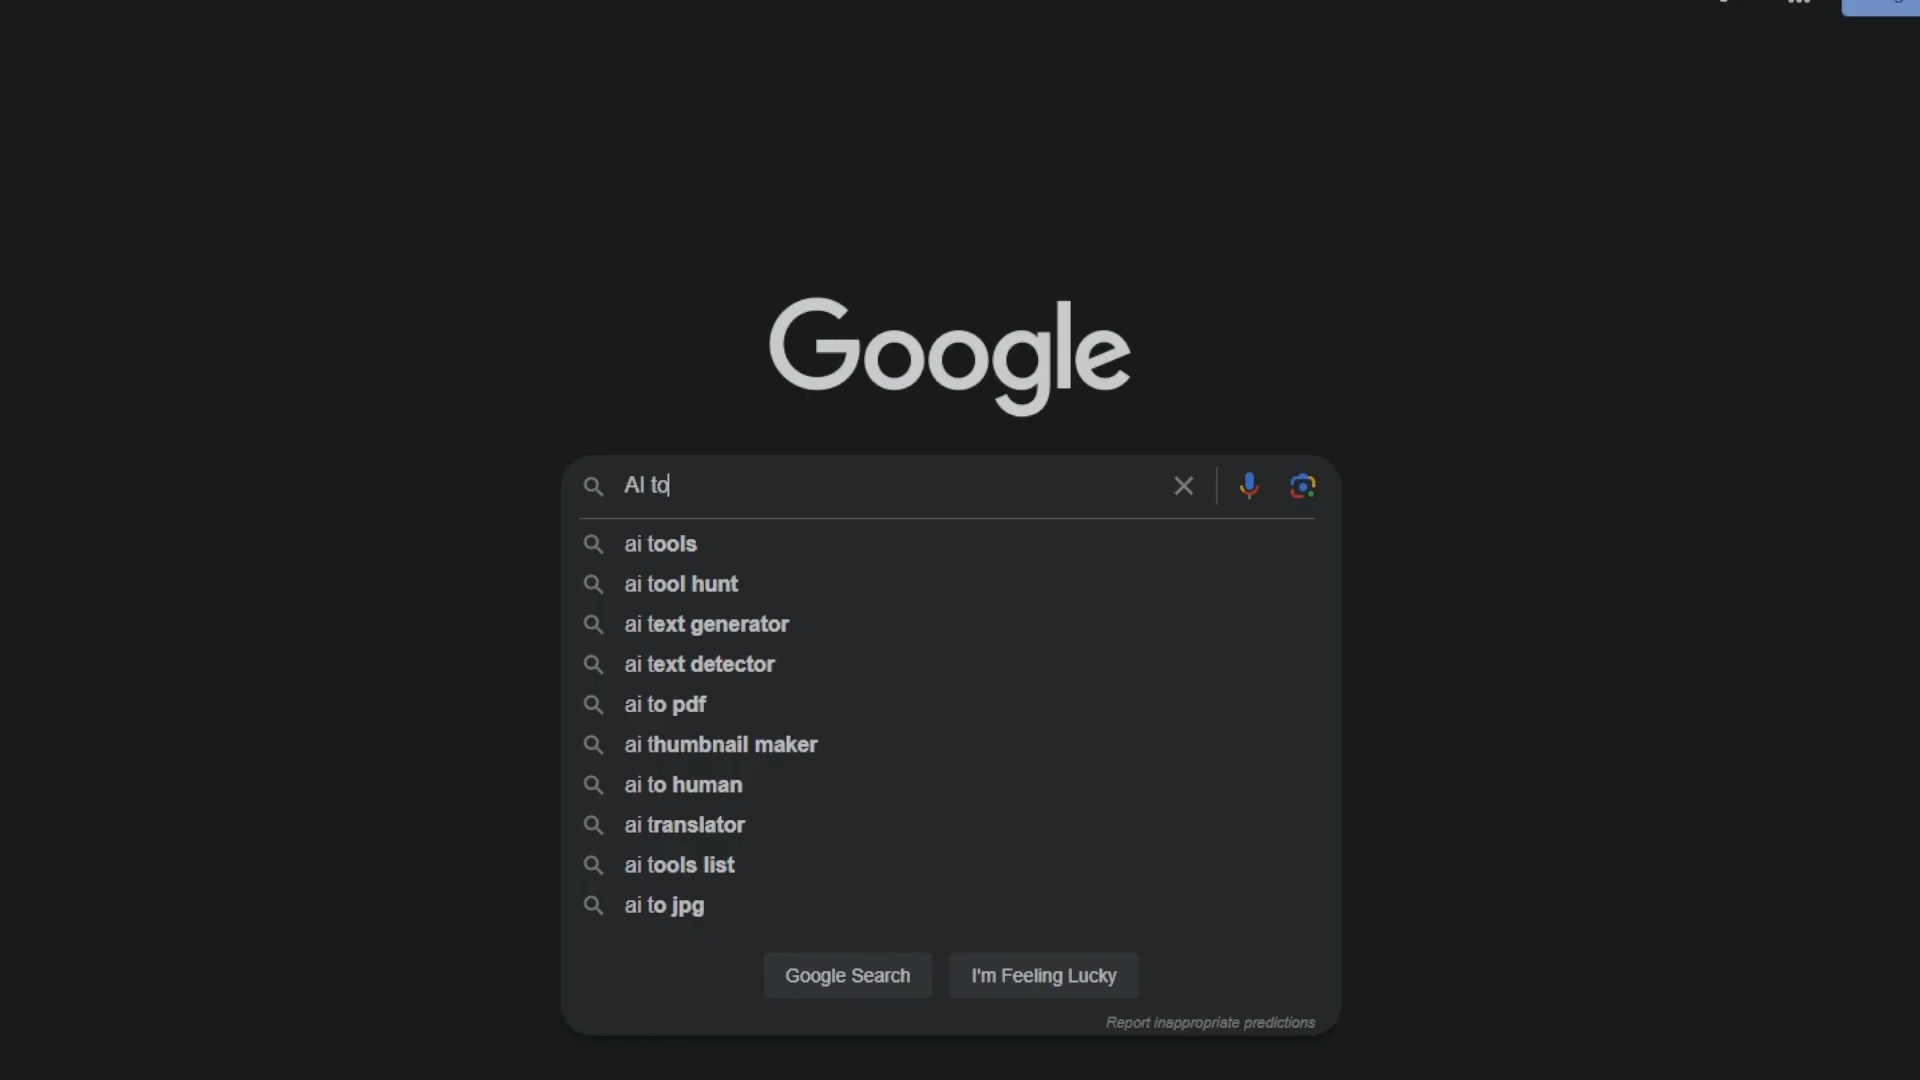 Google
AI to
ai tools
ai tool hunt
ai text generator
ai text detector
ai to pdf
ai thumbnail maker
ai to human
ai translator
ai tools list
ai to jpg
Google Search
I'm Feeling Lucky
Report inappropriate predictions